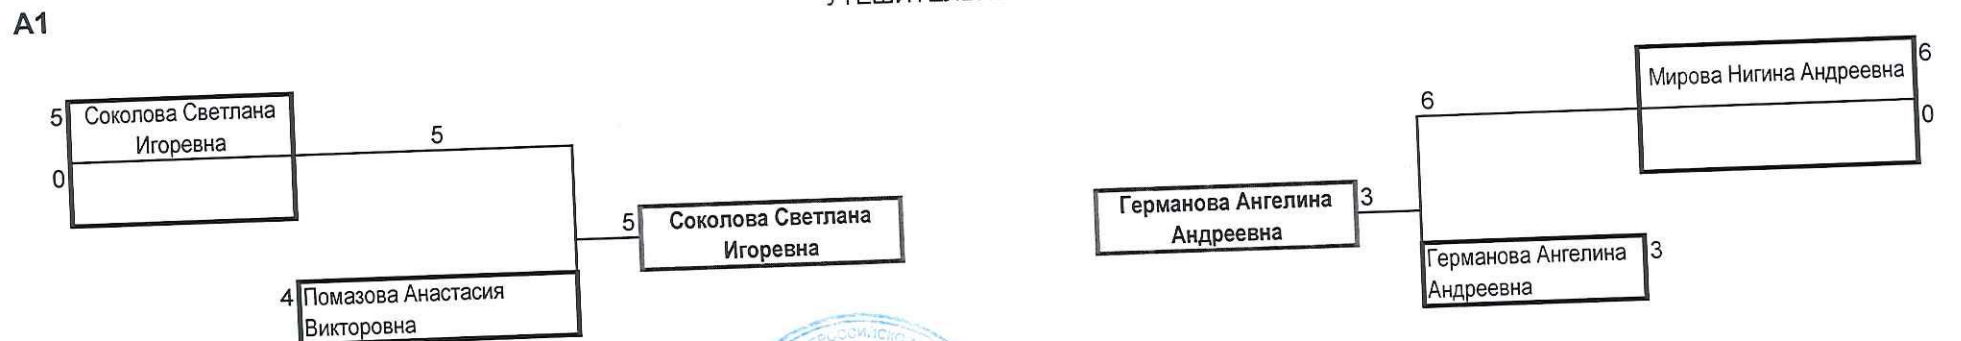 А1
5
Соколова Светлана
Игоревна
0
5
4
Помазова Анастасия
Викторовна
5
Соколова Светлана
Игоревна
Германова Ангелина
Андреевна
3
6
Мирова Нигина Андреевна
6
0
Германова Ангелина
Андреевна
3